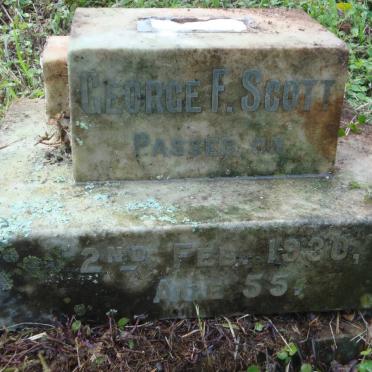 GEORGE F. SCOTT
PASSED ON
2ND FEB. 1930,
AGE 55.